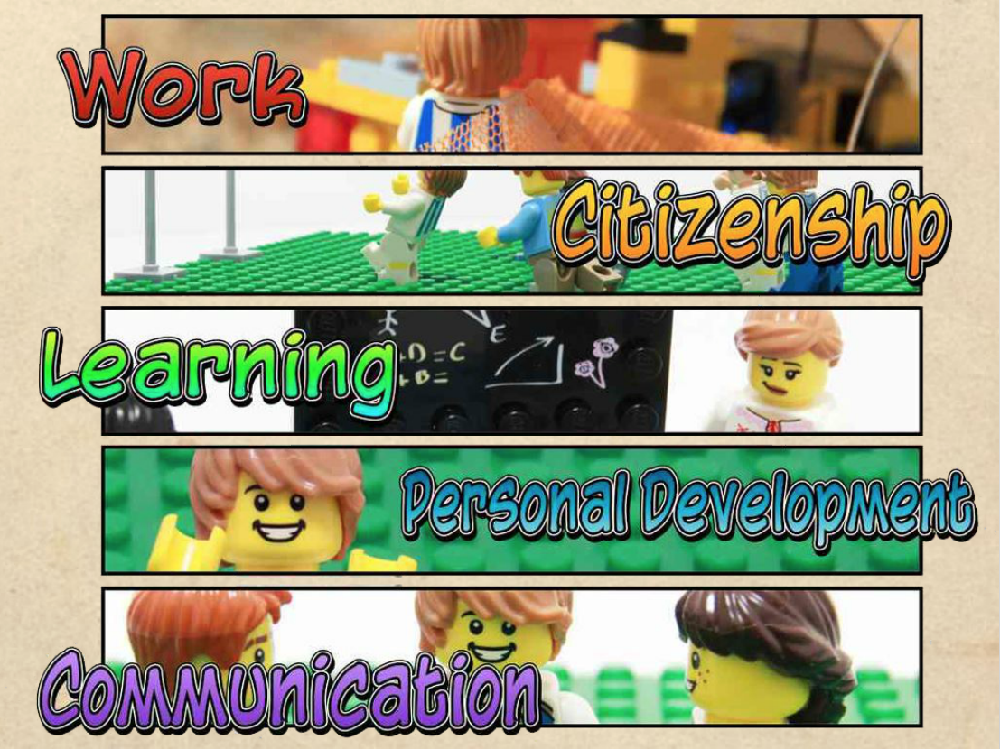 Work
Citizenship
Learning
E
D=C
+B=
Personal Development
Communication